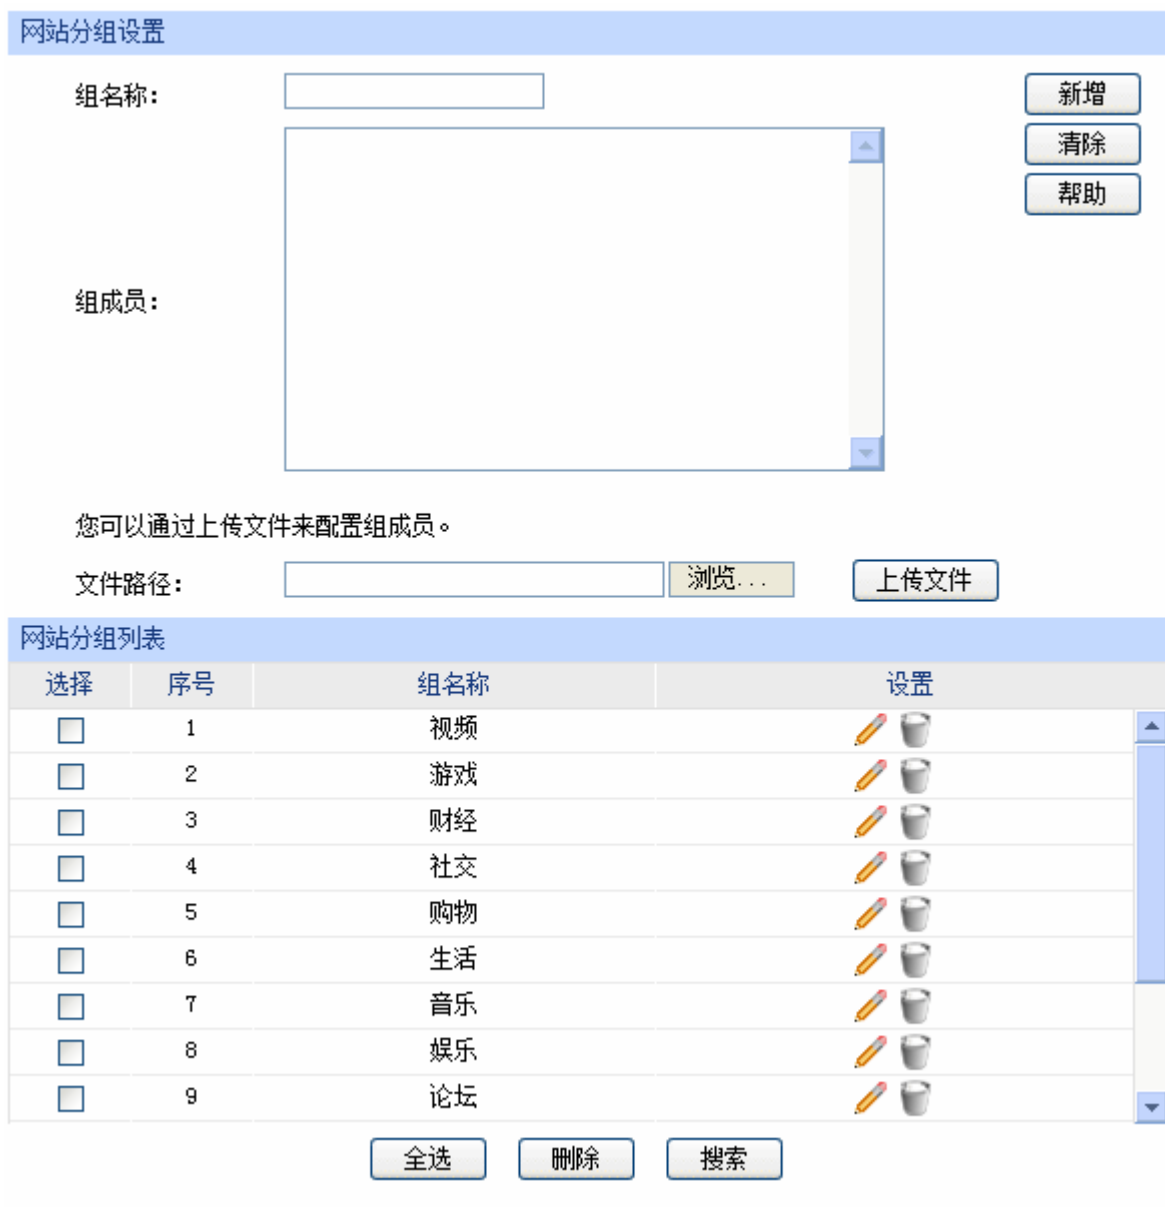 网站分组设置
组名称：
新增
清除
帮助
组成员：
您可以通过上传文件来配置组成员。
文件路径： 浏览... 上传文件
网站分组列表
选择 序号 组名称 设置
1 视频
2 游戏
3 财经
4 社交
5 购物
6 生活
7 音乐
8 娱乐
9 论坛
全选 删除 搜索